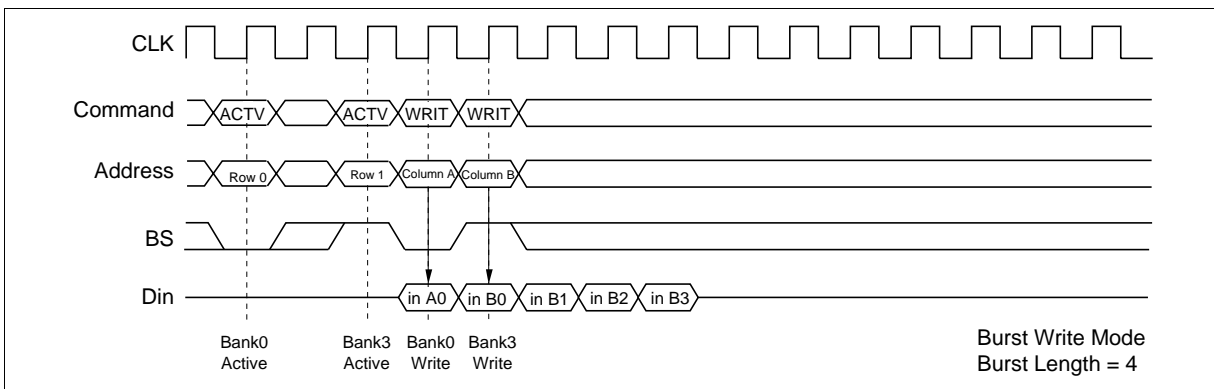 CLK
Command ACTV ACTV WRIT WRIT
Address Row 0 Row 1 Column A Column B
BS
Din in A0 in B0 in B1 in B2 in B3
Bank0 Bank3 Bank0 Bank3
Active Active Write Write
Burst Write Mode
Burst Length = 4